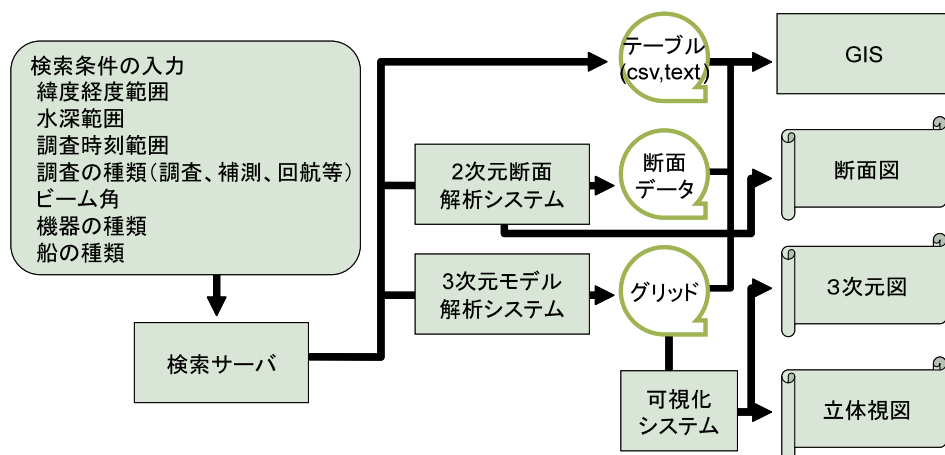 検索条件の入力
緯度経度範囲
水深範囲
調査時刻範囲
調査の種類(調査、補測、回航等)
ビーム角
機器の種類
船の種類
検索サーバ
2次元断面
解析システム
3次元モデル
解析システム
テーブル
(csv,text)
断面
データ
グリッド
可視化
システム
GIS
断面図
3次元図
立体視図